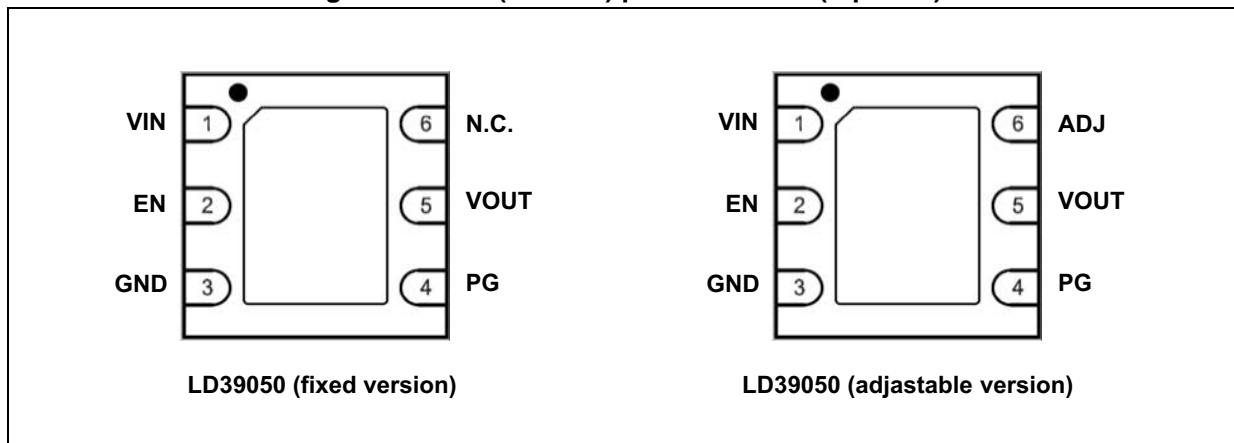 VIN 1 6 N.C.
EN 2 5 VOUT
GND 3 4 PG
LD39050 (fixed version)
VIN 1 6 ADJ
EN 2 5 VOUT
GND 3 4 PG
LD39050 (adjastable version)